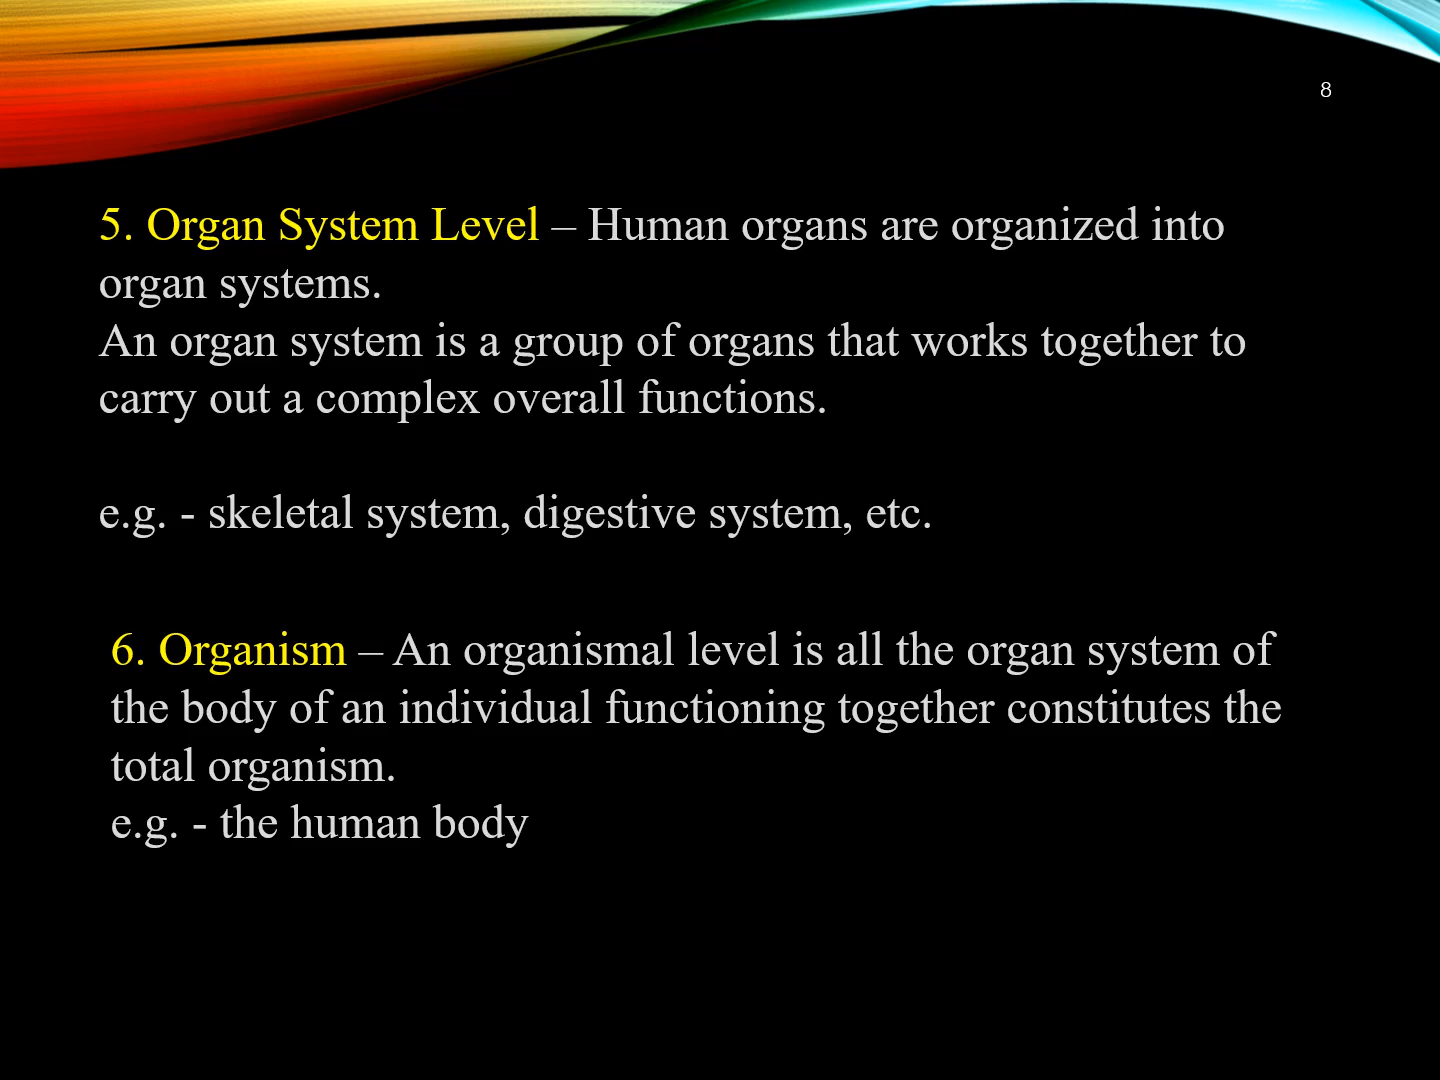 8
5. Organ System Level – Human organs are organized into
organ systems.
An organ system is a group of organs that works together to
carry out a complex overall functions.
e.g. - skeletal system, digestive system, etc.
6. Organism – An organismal level is all the organ system of
the body of an individual functioning together constitutes the
total organism.
e.g. - the human body